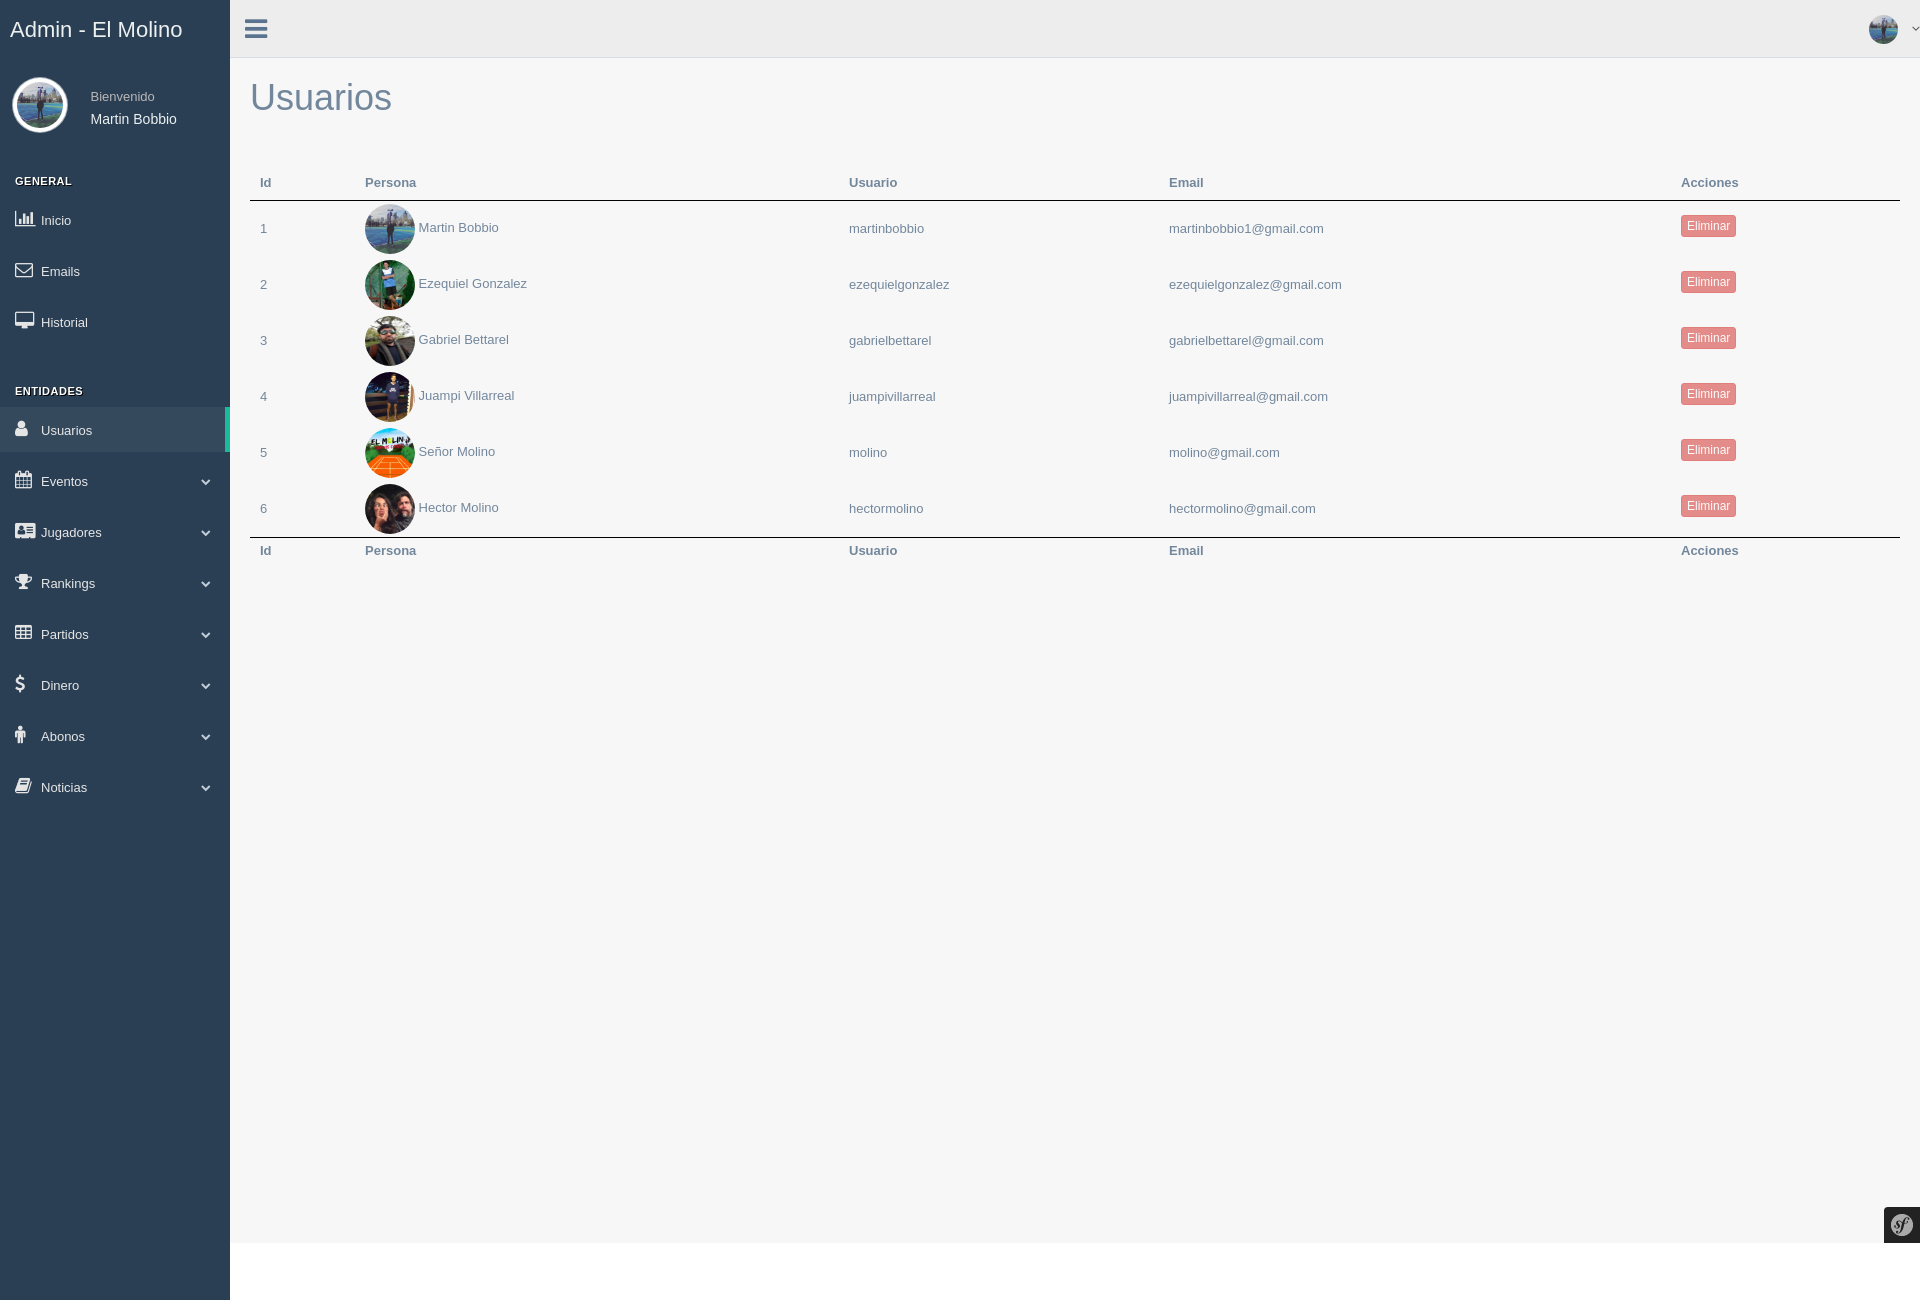 Admin - El Molino
Bienvenido
Martin Bobbio
GENERAL
Inicio
Emails
Historial
ENTIDADES
Usuarios
Eventos
Jugadores
Rankings
Partidos
Dinero
Abonos
Noticias
Usuarios
Id Persona Usuario Email Acciones
1 Martin Bobbio martinbobbio martinbobbio1@gmail.com Eliminar
2 Ezequiel Gonzalez ezequielgonzalez ezequielgonzalez@gmail.com Eliminar
3 Gabriel Bettarel gabrielbettarel gabrielbettarel@gmail.com Eliminar
4 Juampi Villarreal juampivillarreal juampivillarreal@gmail.com Eliminar
5 Señor Molino molino molino@gmail.com Eliminar
6 Hector Molino hectormolino hectormolino@gmail.com Eliminar
Id Persona Usuario Email Acciones
sf